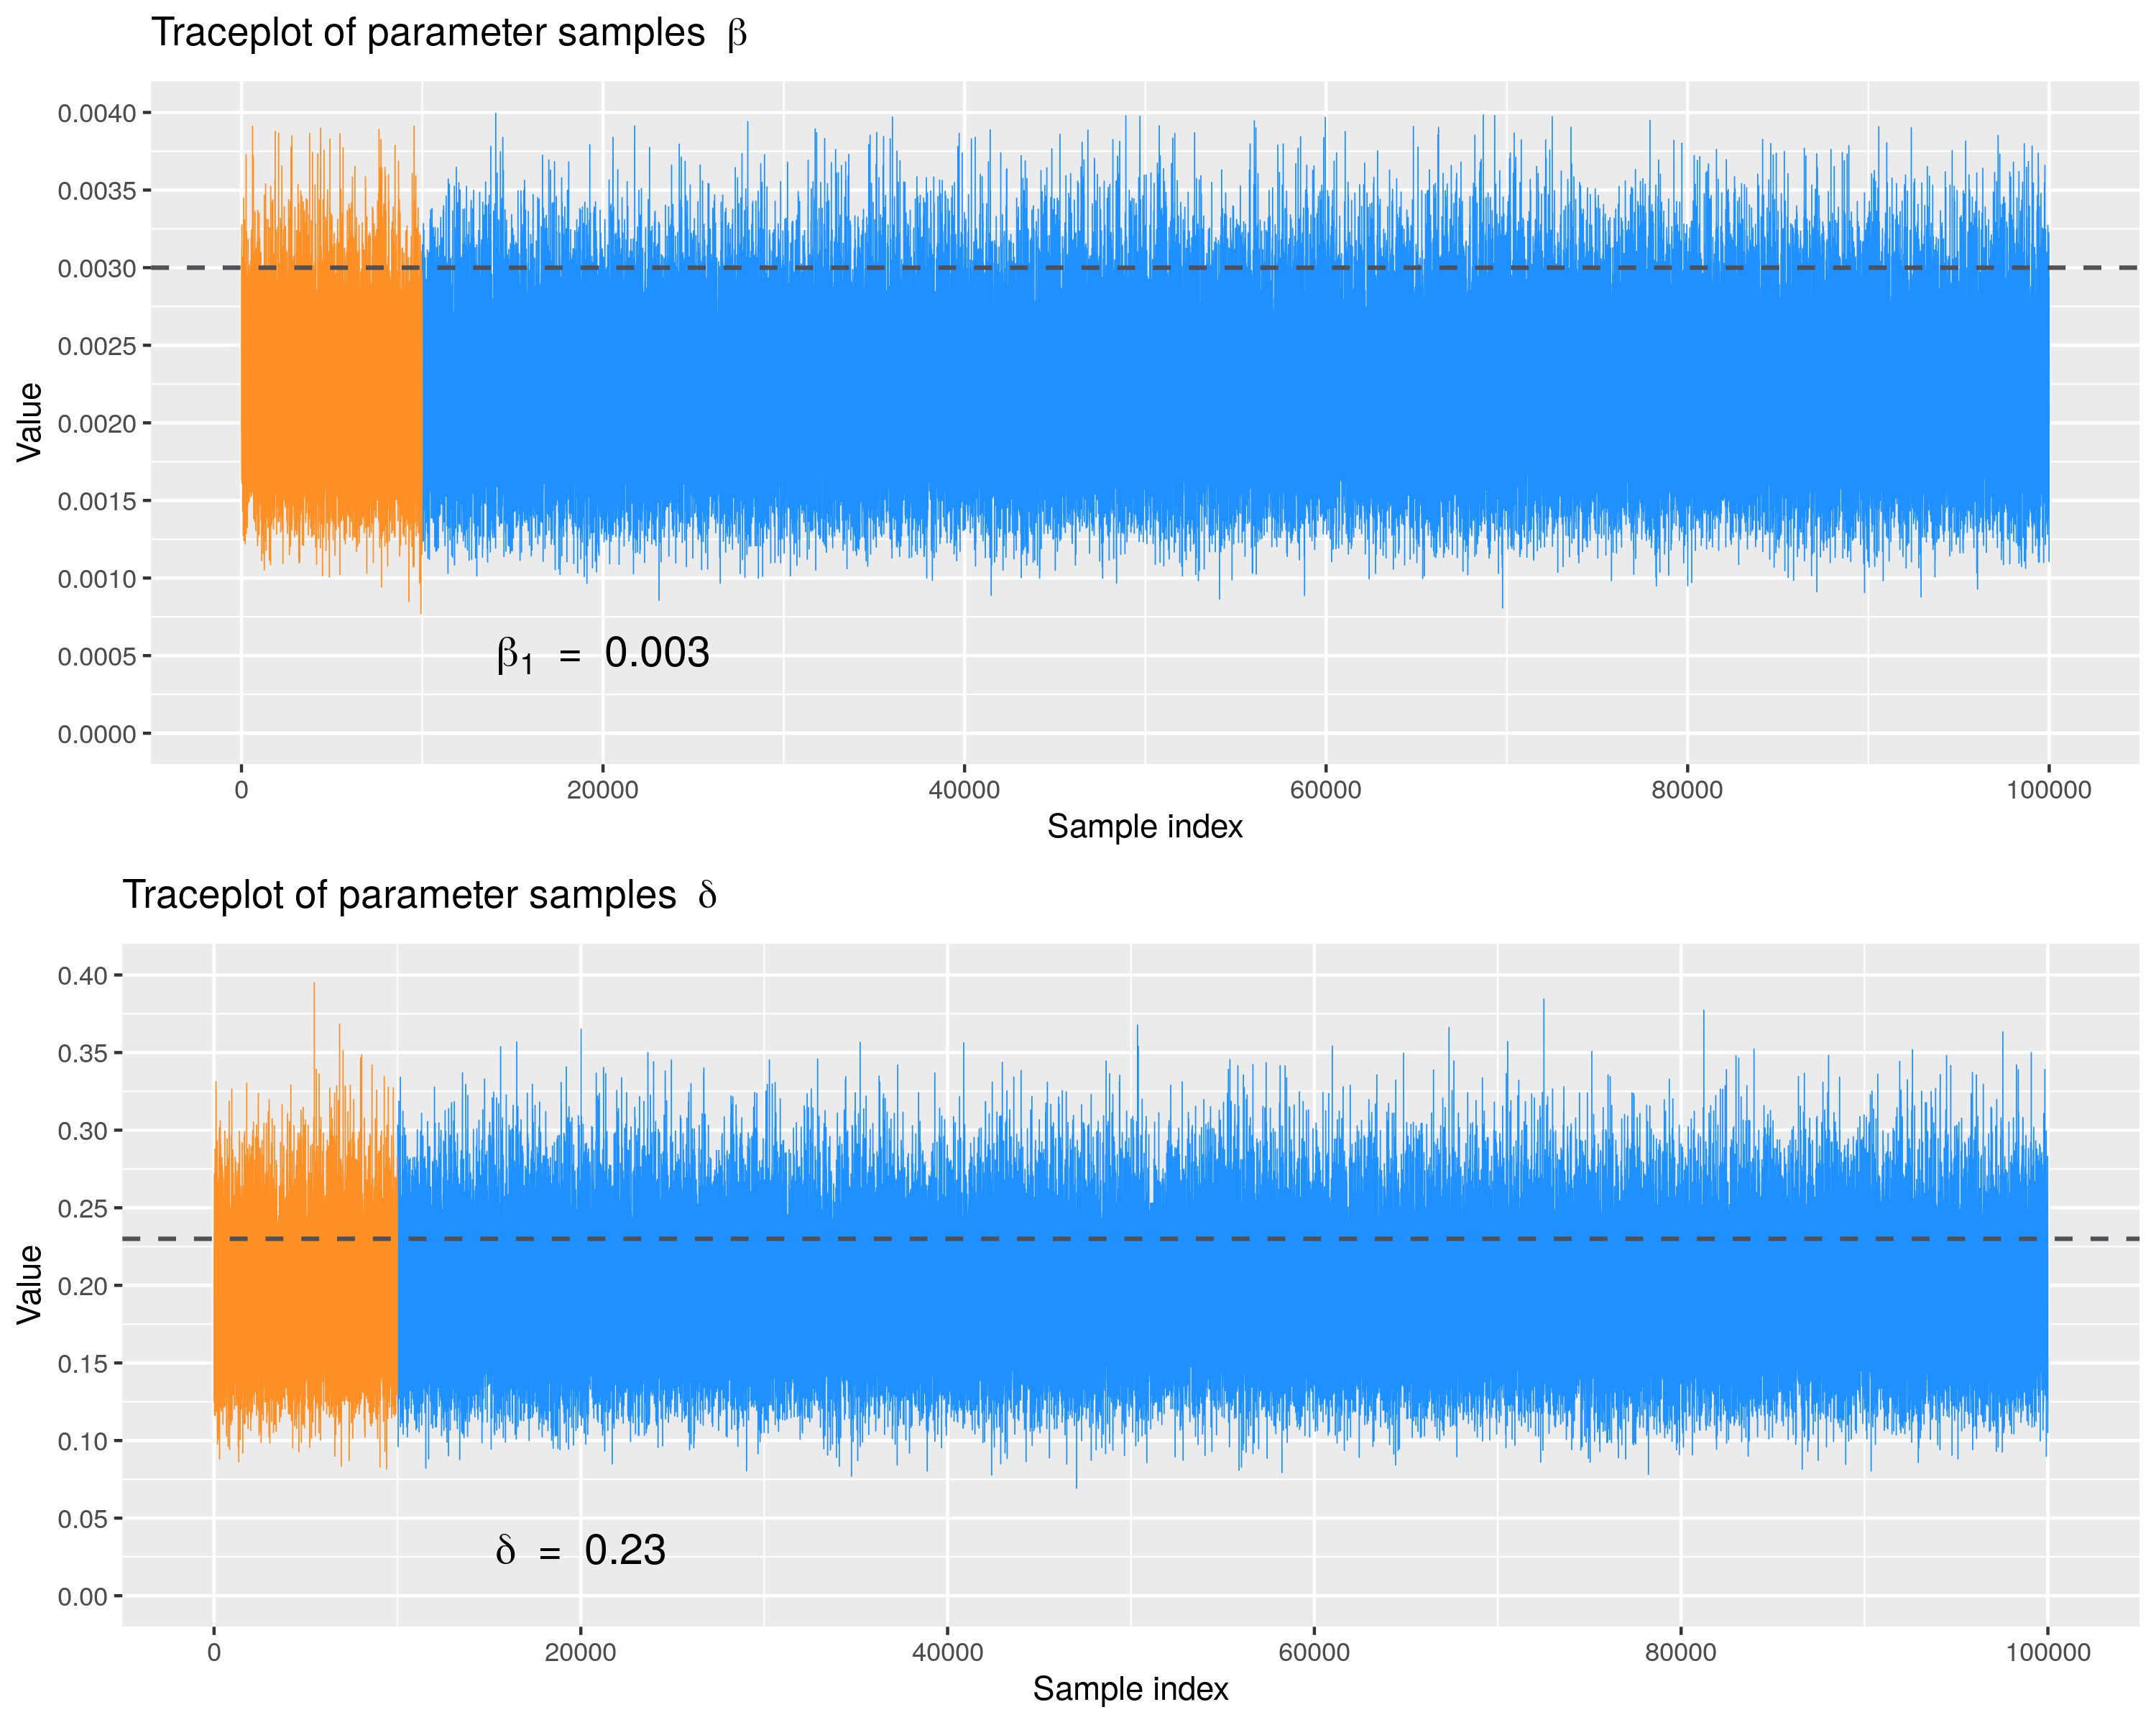 Traceplot of parameter samples β
Value
0.0040
0.0035
0.0030
0.0025
0.0020
0.0015
0.0010
0.0005
0.0000
β₁ = 0.003
0 20000 40000 60000 80000 100000
Sample index
Traceplot of parameter samples δ
Value
0.40
0.35
0.30
0.25
0.20
0.15
0.10
0.05
0.00
δ = 0.23
0 20000 40000 60000 80000 100000
Sample index